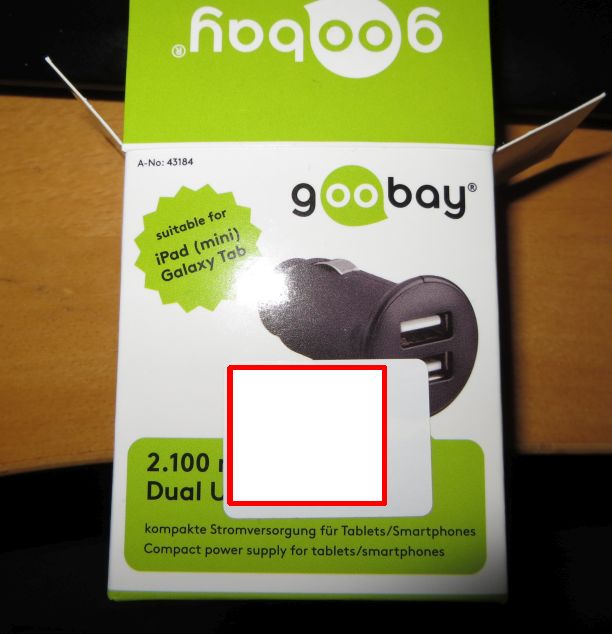 goobay®
A-No: 43184
goobay®
suitable for
iPad (mini)
Galaxy Tab
2.100
Dual
kompakte Stromversorgung für Tablets/Smartphones
Compact power supply for tablets/smartphones